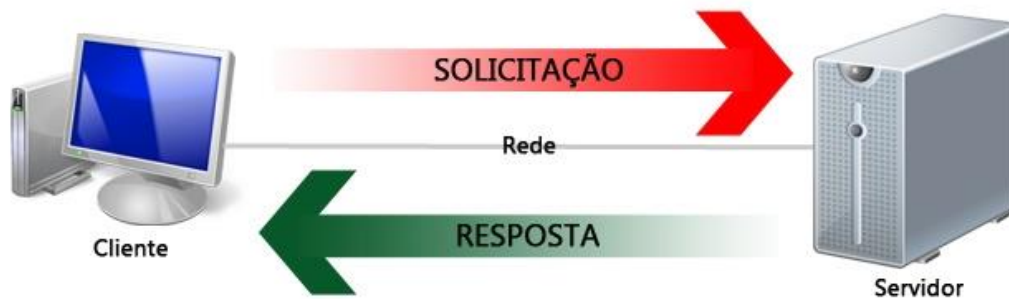 SOLICITAÇÃO
Rede
RESPOSTA
Cliente
Servidor